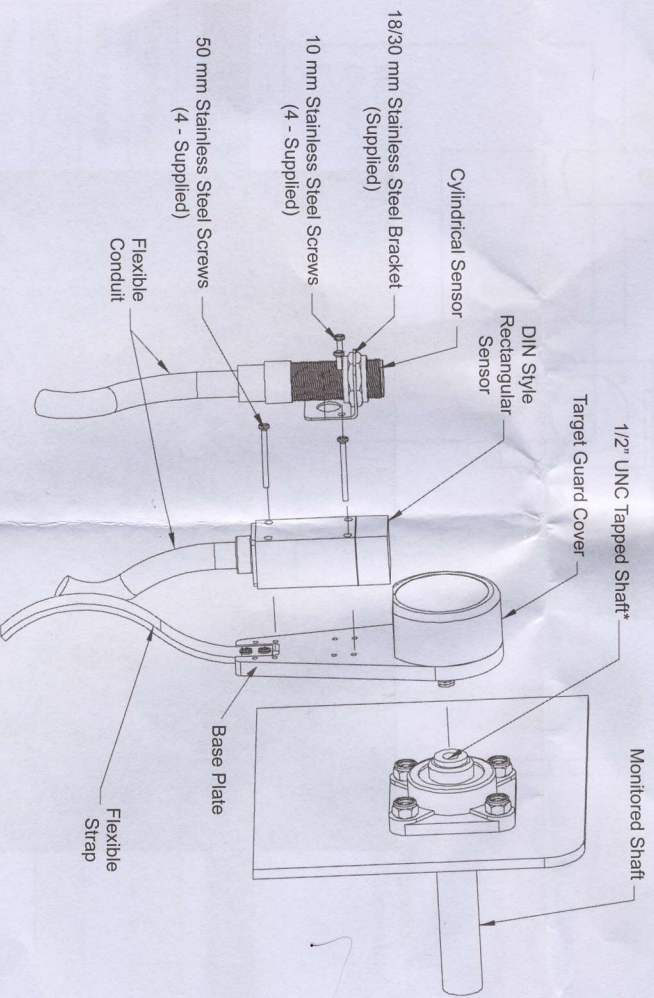 1/2" UNC Tapped Shaft*
Monitored Shaft
Target Guard Cover
DIN Style
Rectangular
Sensor
Cylindrical Sensor
18/30 mm Stainless Steel Bracket
(Supplied)
10 mm Stainless Steel Screws
(4 - Supplied)
50 mm Stainless Steel Screws
(4 - Supplied)
Flexible
Conduit
Base Plate
Flexible
Strap